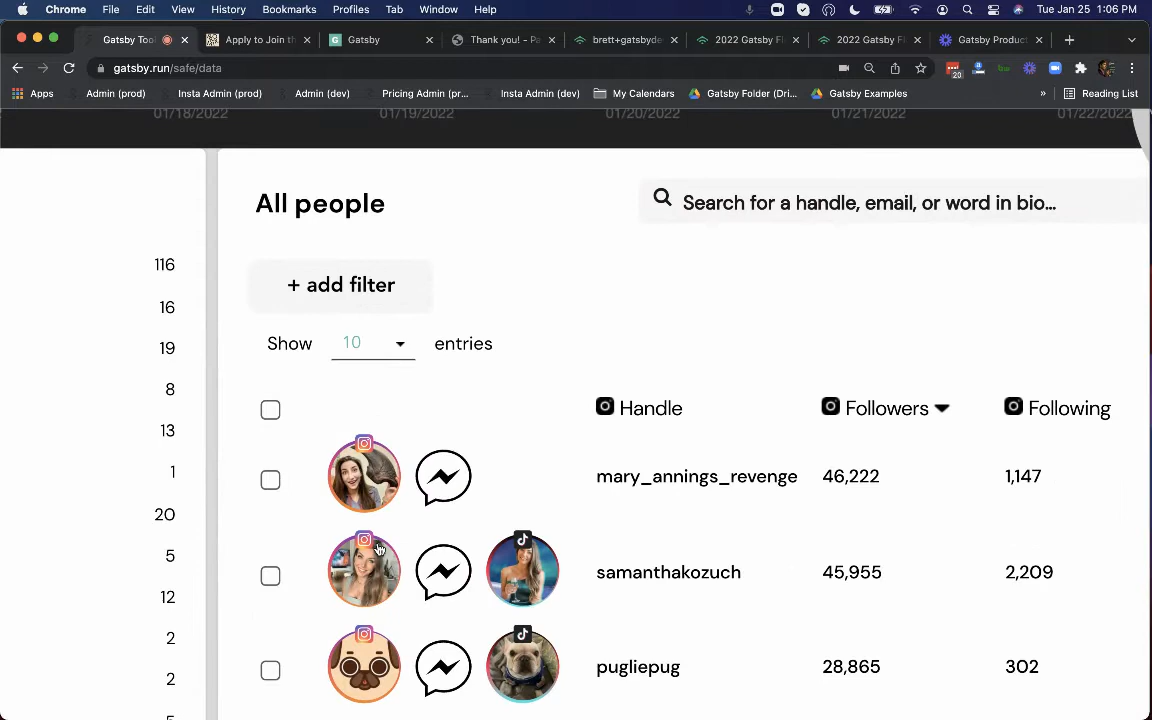 Chrome File Edit View History Bookmarks Profiles Tab Window Help Tue Jan 25 1:06 PM
Gatsby Tool Apply to Join th Gatsby Thank you! - Pa brett+gatsbyde 2022 Gatsby Fl 2022 Gatsby Fl Gatsby Product
gatsby.run/safe/data 20
Apps Admin (prod) Insta Admin (prod) Admin (dev) Pricing Admin (pr... Insta Admin (dev) My Calendars Gatsby Folder (Dri... Gatsby Examples » Reading List
01/18/2022 01/19/2022 01/20/2022 01/21/2022 01/22/2022
All people Search for a handle, email, or word in bio...
116
+ add filter
16
Show 10 entries
19
8
Handle Followers Following
13
1
mary_annings_revenge 46,222 1,147
20
5
samanthakozuch 45,955 2,209
12
2
pugliepug 28,865 302
2